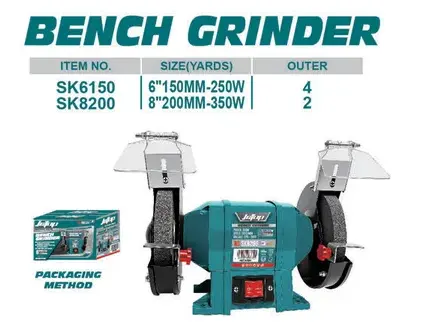 BENCH GRINDER
ITEM NO. SIZE(YARDS) OUTER
SK6150 6"150MM-250W 4
SK8200 8"200MM-350W 2
Jettop
PACKAGING
METHOD